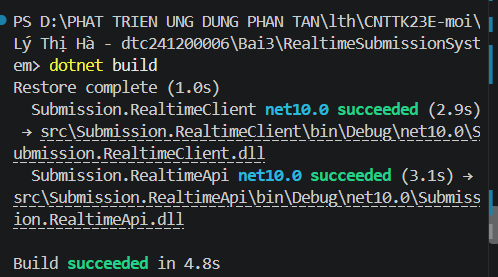 PS D:\PHAT TRIEN UNG DUNG PHAN TAN\lth\CNTTK23E-moi\
Lý Thị Hà - dtc241200006\Bai3\RealtimeSubmissionSyst
em> dotnet build
Restore complete (1.0s)
  Submission.RealtimeClient net10.0 succeeded (2.9s)
 → src\Submission.RealtimeClient\bin\Debug\net10.0\S
ubmission.RealtimeClient.dll
  Submission.RealtimeApi net10.0 succeeded (3.1s) →
src\Submission.RealtimeApi\bin\Debug\net10.0\Submiss
ion.RealtimeApi.dll

Build succeeded in 4.8s